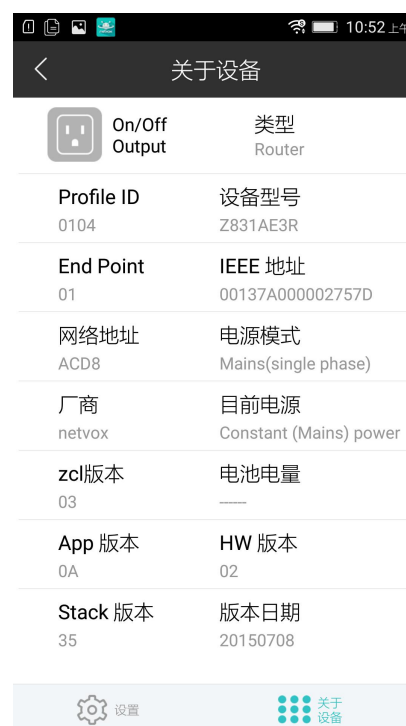 10:52 上午
关于设备
On/Off
Output
类型
Router
Profile ID
设备型号
0104
Z831AE3R
End Point
IEEE 地址
01
00137A000002757D
网络地址
电源模式
ACD8
Mains(single phase)
厂商
目前电源
netvox
Constant (Mains) power
zcl版本
电池电量
03
------
App 版本
HW 版本
0A
02
Stack 版本
版本日期
35
20150708
设置
关于
设备